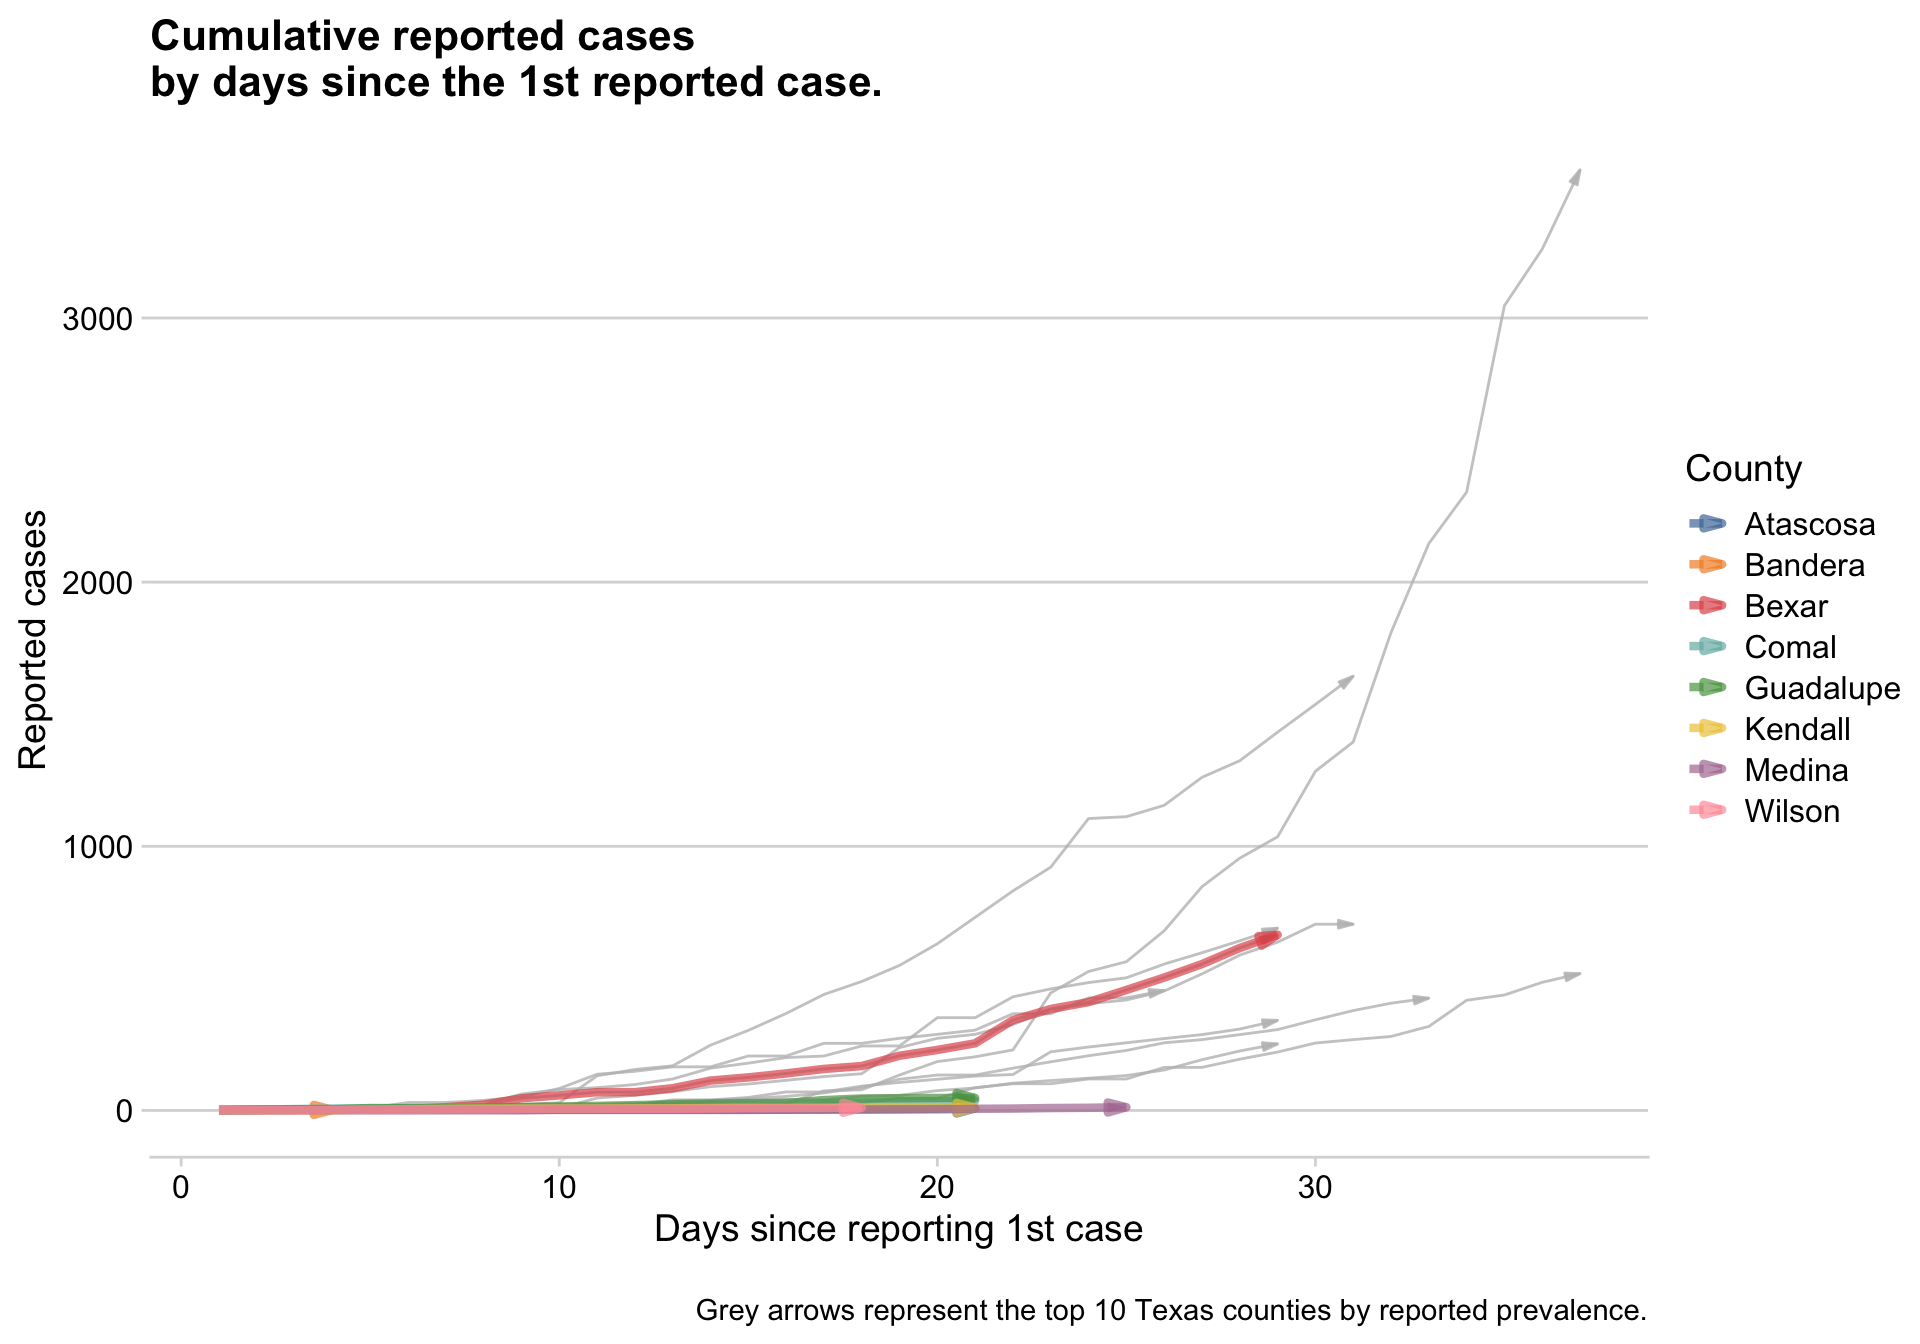 Cumulative reported cases
by days since the 1st reported case.
Reported cases
3000
2000
1000
0
0 10 20 30
Days since reporting 1st case
County
Atascosa
Bandera
Bexar
Comal
Guadalupe
Kendall
Medina
Wilson
Grey arrows represent the top 10 Texas counties by reported prevalence.